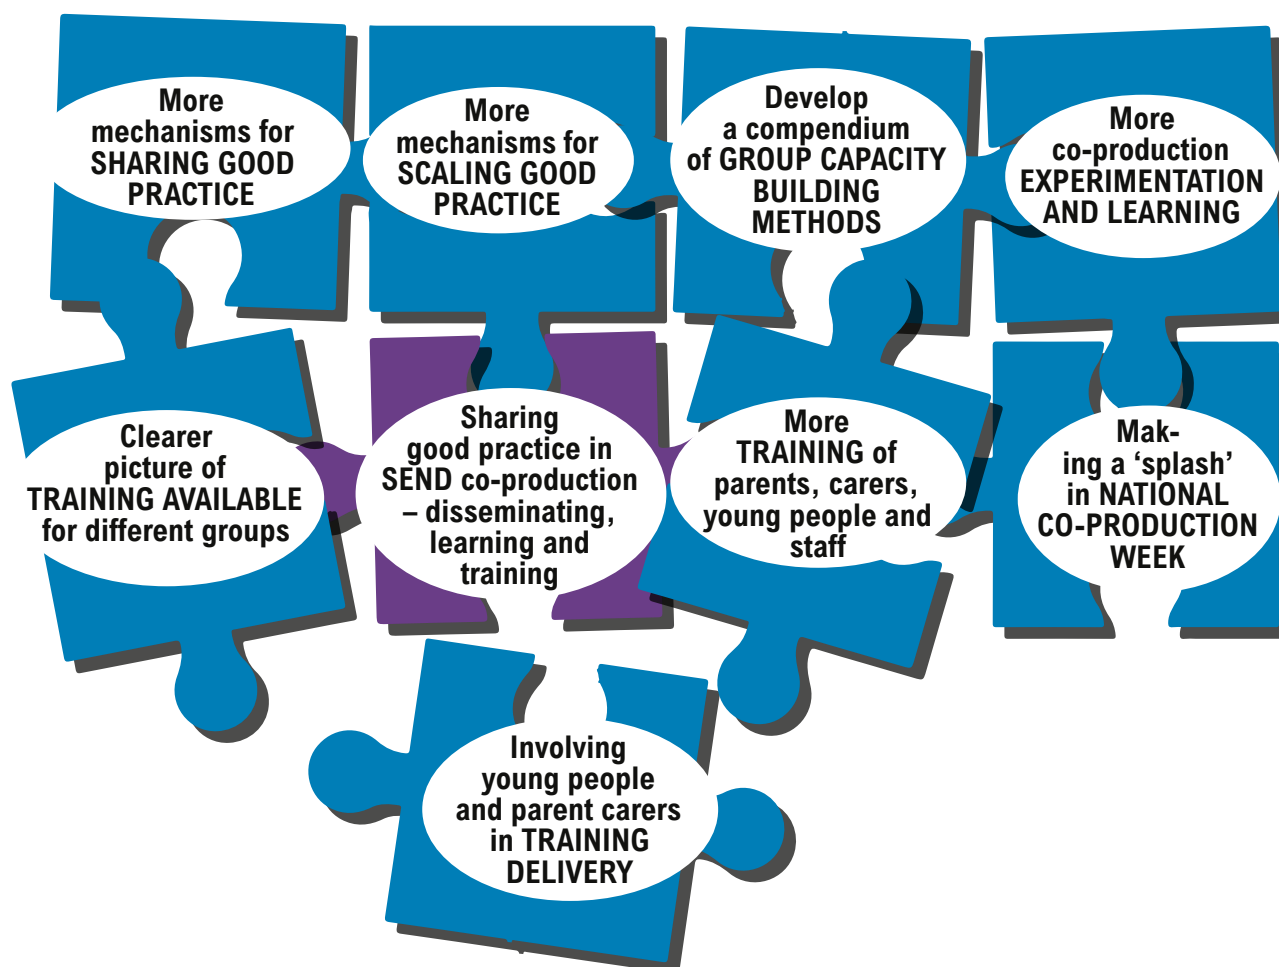 More
mechanisms for
SHARING GOOD
PRACTICE
More
mechanisms for
SCALING GOOD
PRACTICE
Develop
a compendium
of GROUP CAPACITY
BUILDING
METHODS
More
co-production
EXPERIMENTATION
AND LEARNING
Clearer
picture of
TRAINING AVAILABLE
for different groups
Sharing
good practice in
SEND co-production
– disseminating,
learning and
training
More
TRAINING of
parents, carers,
young people and
staff
Mak-
ing a ‘splash’
in NATIONAL
CO-PRODUCTION
WEEK
Involving
young people
and parent carers
in TRAINING
DELIVERY